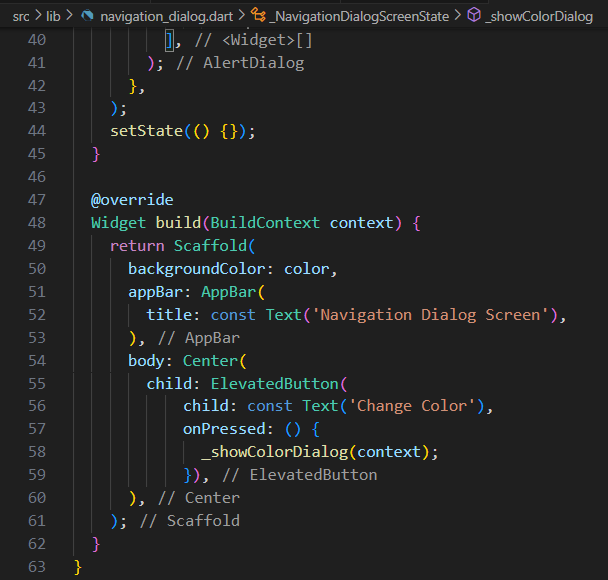 src > lib > navigation_dialog.dart > _NavigationDialogScreenState > _showColorDialog
40 ], // <Widget>[]
41 ); // AlertDialog
42 },
43 );
44 setState(() {});
45 }
46
47 @override
48 Widget build(BuildContext context) {
49 return Scaffold(
50 backgroundColor: color,
51 appBar: AppBar(
52 title: const Text('Navigation Dialog Screen'),
53 ), // AppBar
54 body: Center(
55 child: ElevatedButton(
56 child: const Text('Change Color'),
57 onPressed: () {
58 _showColorDialog(context);
59 }), // ElevatedButton
60 ), // Center
61 ); // Scaffold
62 }
63 }